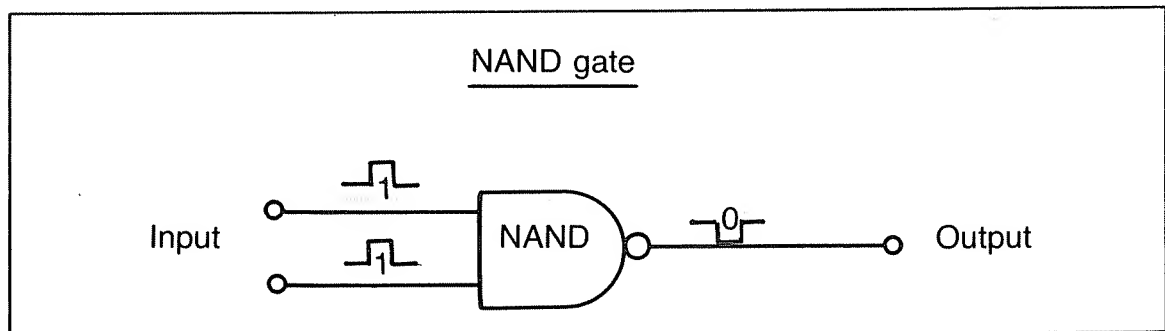 NAND gate
1
Input
NAND
0
Output
1